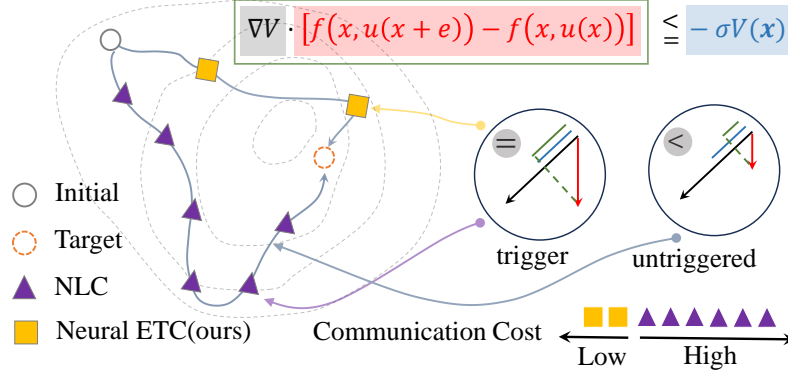 ∇V · [f(x, u(x + e)) − f(x, u(x))] ≤ − σV(x)
=
<
trigger
untriggered
Initial
Target
NLC
Neural ETC(ours)
Communication Cost
Low
High